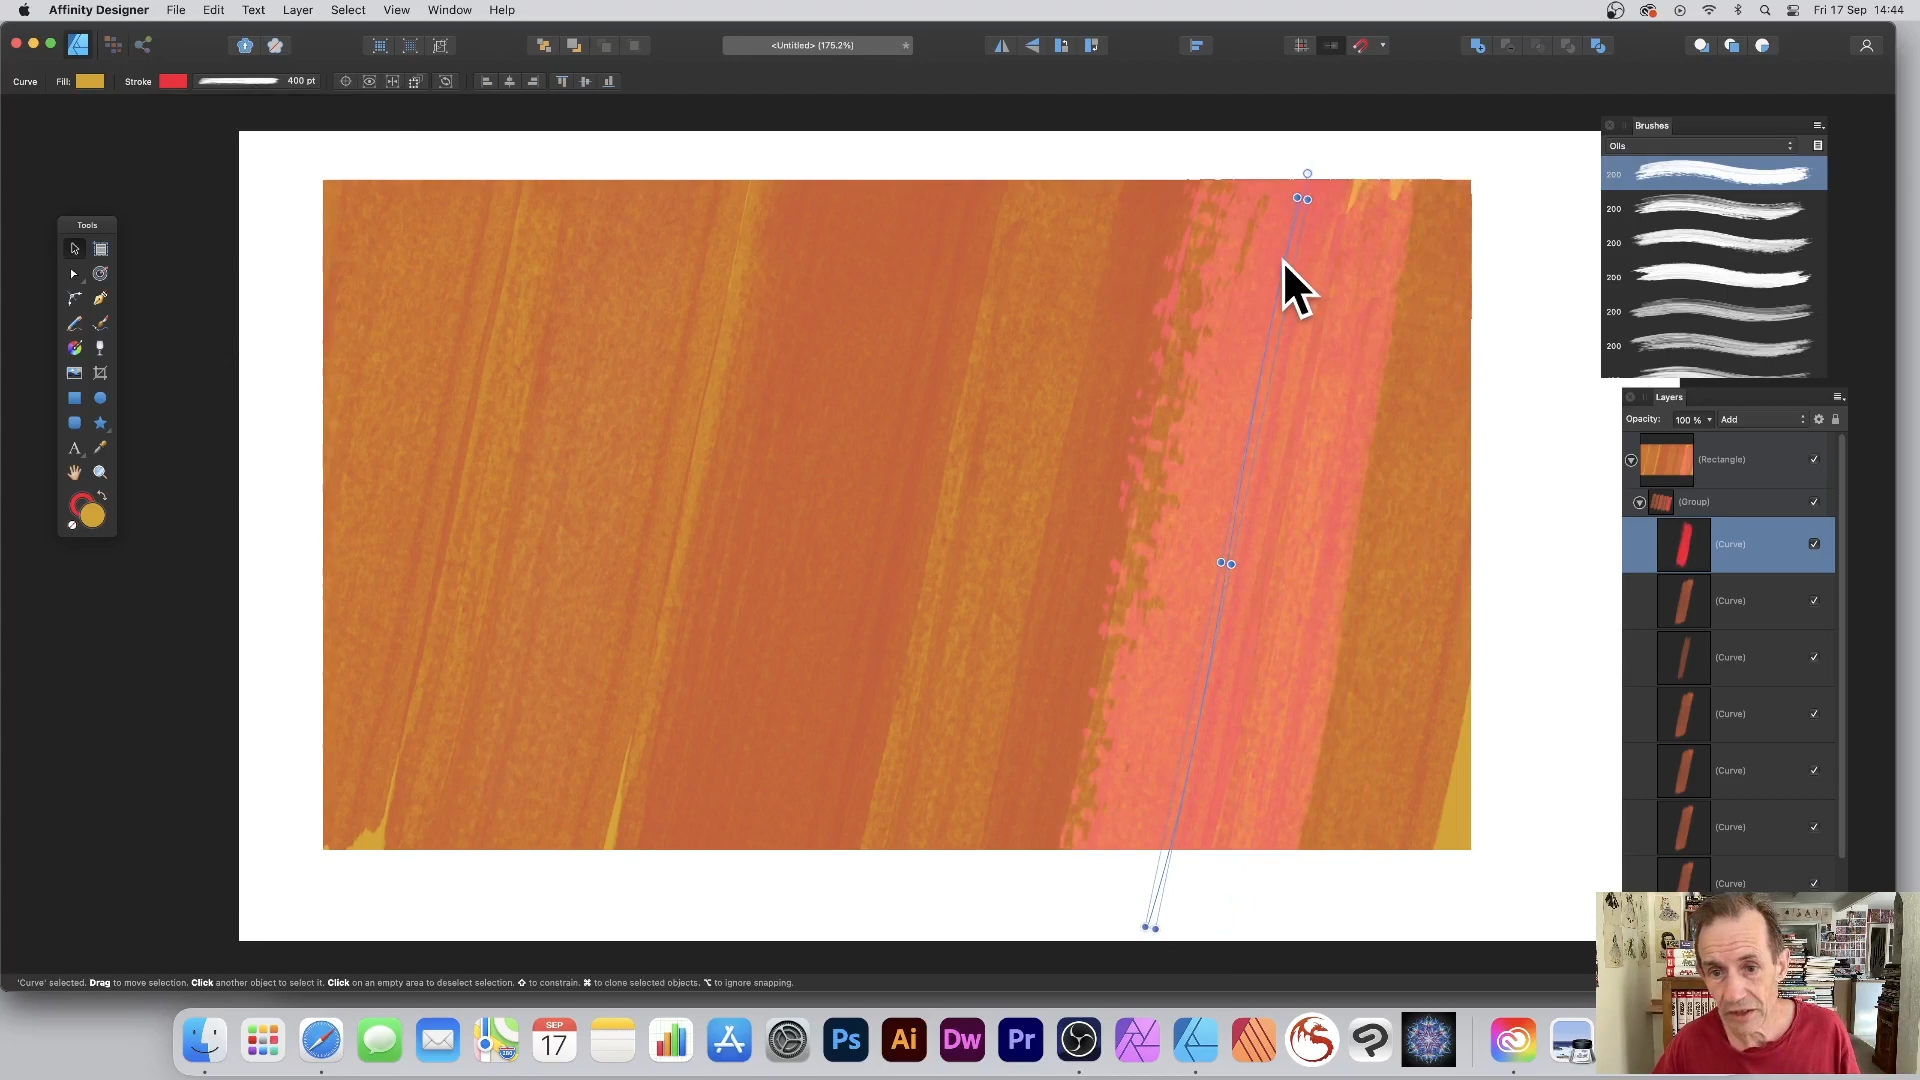 Affinity Designer File Edit Text Layer Select View Window Help Fri 17 Sep 14:44
<Untitled> [175.2%]
Curve Fill: Stroke 400 pt
Brushes
Oils
200
200
200
200
200
200
Tools
Layers
Opacity: 100 % Add
(Rectangle)
(Group)
(Curve)
(Curve)
(Curve)
(Curve)
(Curve)
(Curve)
(Curve)
'Curve' selected. Drag to move selection. Click another object to select it. Click on an empty area to deselect selection. ⇧ to constrain. ⌘ to clone selected objects. ⌥ to ignore snapping.
SEP
17
280
Ps Ai Dw Pr